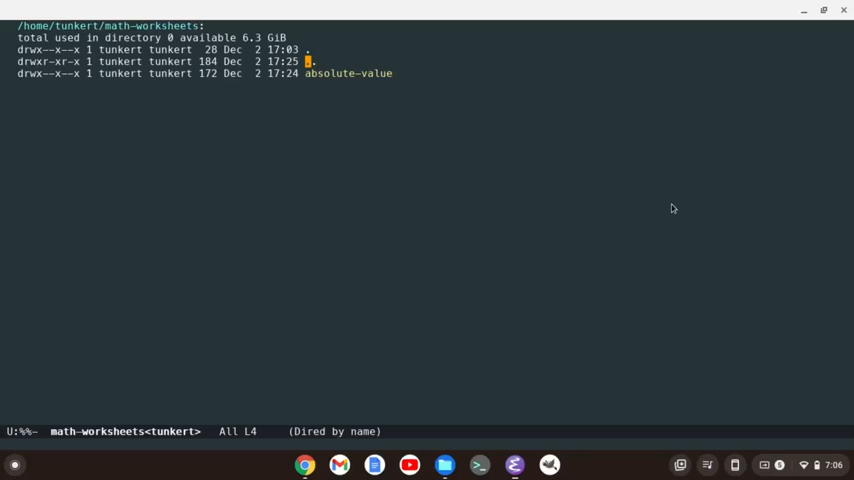 /home/tunkert/math-worksheets:
total used in directory 0 available 6.3 GiB
drwx--x--x 1 tunkert tunkert  28 Dec  2 17:03 .
drwxr-xr-x 1 tunkert tunkert 184 Dec  2 17:25 ..
drwx--x--x 1 tunkert tunkert 172 Dec  2 17:24 absolute-value
U:%%-  math-worksheets<tunkert>   All L4     (Dired by name)
5 7:06